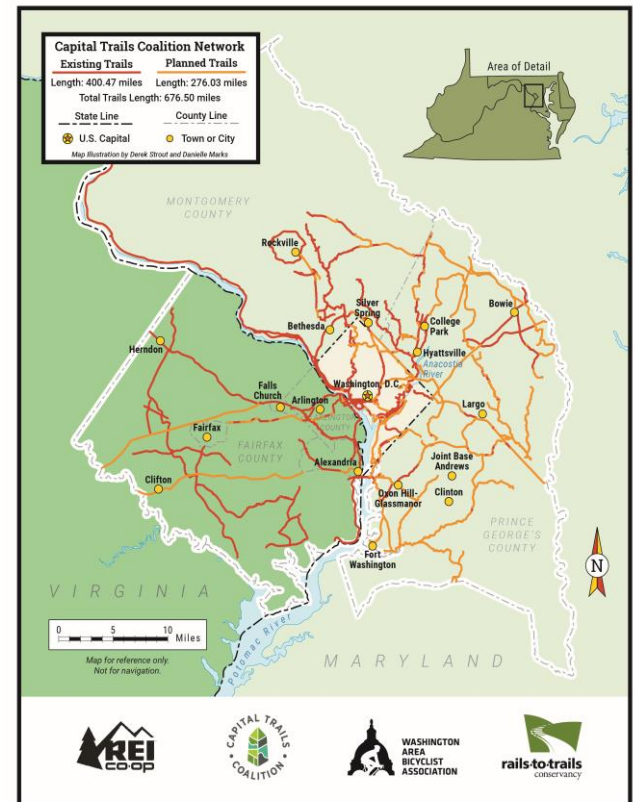 Capital Trails Coalition Network
Existing Trails
Planned Trails
Length: 400.47 miles
Length: 276.03 miles
Total Trails Length: 676.50 miles
State Line
County Line
U.S. Capital
Town or City
Map Illustration by Derek Strout and Danielle Marks
Area of Detail
MONTGOMERY
COUNTY
Rockville
Silver
Spring
Bethesda
College
Park
Bowie
Hyattsville
Anacostia
River
Herndon
Washington, D.C.
Falls
Church
Arlington
ARLINGTON
COUNTY
Largo
Fairfax
FAIRFAX
COUNTY
Alexandria
Joint Base
Andrews
Clifton
Oxon Hill-
Glassmanor
Clinton
PRINCE
GEORGE'S
COUNTY
Fort
Washington
N
VIRGINIA
0 5 10
Miles
Map for reference only.
Not for navigation.
Potomac River
MARYLAND
REI
CO·OP
CAPITAL TRAILS
COALITION
WASHINGTON
AREA
BICYCLIST
ASSOCIATION
rails-to-trails
conservancy